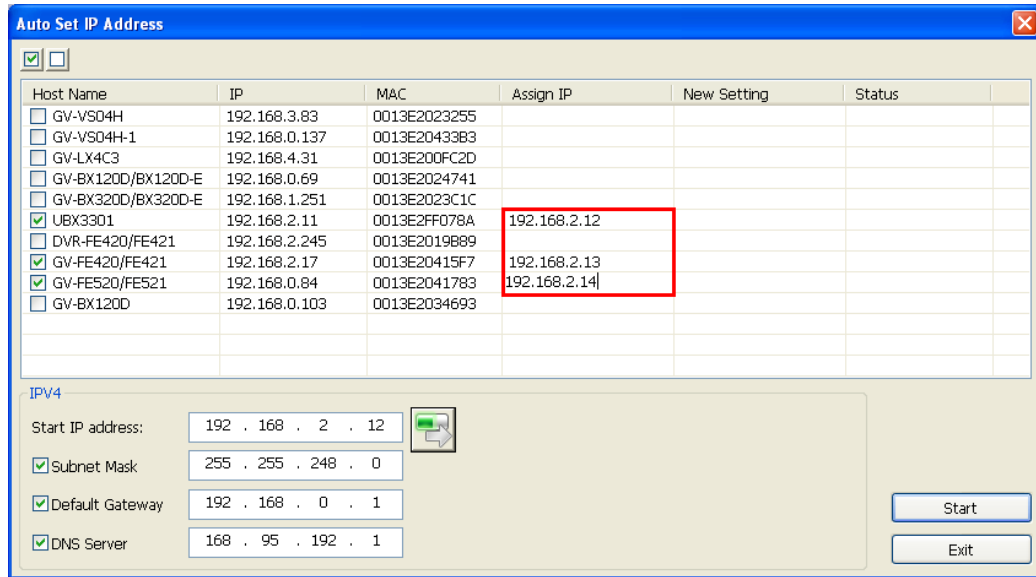 Auto Set IP Address
Host Name IP MAC Assign IP New Setting Status
GV-VS04H 192.168.3.83 0013E2023255
GV-VS04H-1 192.168.0.137 0013E20433B3
GV-LX4C3 192.168.4.31 0013E200FC2D
GV-BX120D/BX120D-E 192.168.0.69 0013E2024741
GV-BX320D/BX320D-E 192.168.1.251 0013E2023C1C
UBX3301 192.168.2.11 0013E2FF078A 192.168.2.12
DVR-FE420/FE421 192.168.2.245 0013E2019B89
GV-FE420/FE421 192.168.2.17 0013E20415F7 192.168.2.13
GV-FE520/FE521 192.168.0.84 0013E2041783 192.168.2.14
GV-BX120D 192.168.0.103 0013E2034693
IPV4
Start IP address: 192 . 168 . 2 . 12
Subnet Mask 255 . 255 . 248 . 0
Default Gateway 192 . 168 . 0 . 1
Start
DNS Server 168 . 95 . 192 . 1
Exit